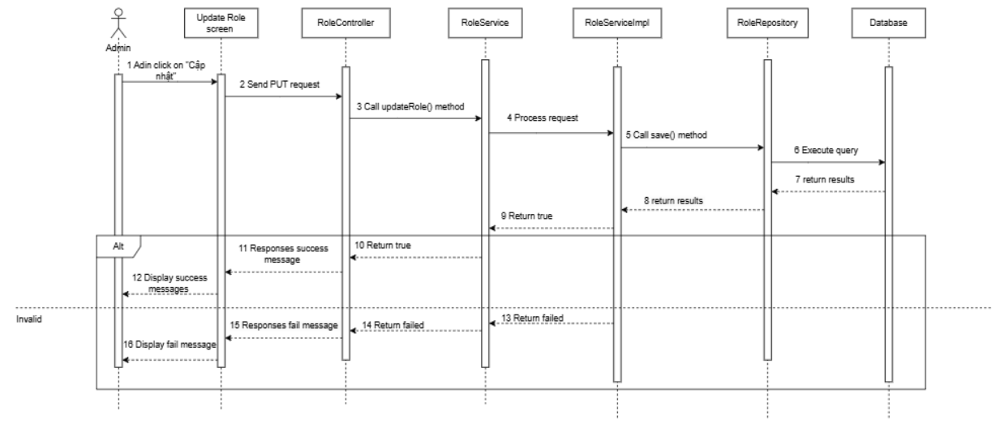 Update Role
screen
RoleController
RoleService
RoleServiceImpl
RoleRepository
Database
Admin
1 Adin click on "Cập
nhật"
2 Send PUT request
3 Call updateRole() method
4 Process request
5 Call save() method
6 Execute query
7 return results
8 return results
9 Return true
Alt
10 Return true
11 Responses success
message
12 Display success
messages
Invalid
13 Return failed
14 Return failed
15 Responses fail message
16 Display fail message